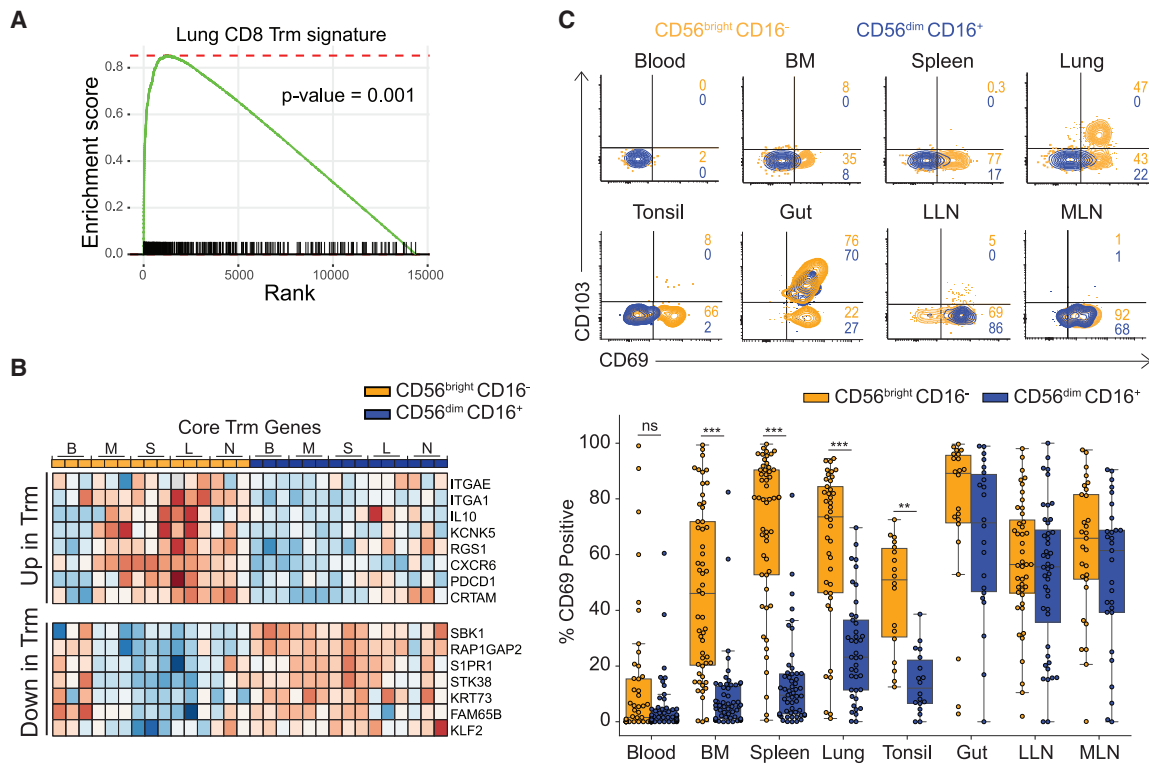 A
Lung CD8 Trm signature
p-value = 0.001
Enrichment score
0.8
0.6
0.4
0.2
0.0
0
5000
10000
15000
Rank
B
CD56bright CD16-
CD56dim CD16+
Core Trm Genes
B M S L N B M S L N
Up in Trm
ITGAE
ITGA1
IL10
KCNK5
RGS1
CXCR6
PDCD1
CRTAM
Down in Trm
SBK1
RAP1GAP2
S1PR1
STK38
KRT73
FAM65B
KLF2
C
CD56bright CD16-
CD56dim CD16+
Blood
BM
Spleen
Lung
0
0
2
0
8
0
35
8
0.3
0
77
17
47
0
43
22
Tonsil
Gut
LLN
MLN
8
0
66
2
76
70
22
27
5
0
69
86
1
1
92
68
CD103
CD69
CD56bright CD16-
CD56dim CD16+
% CD69 Positive
100
80
60
40
20
0
ns
***
***
***
**
Blood
BM
Spleen
Lung
Tonsil
Gut
LLN
MLN